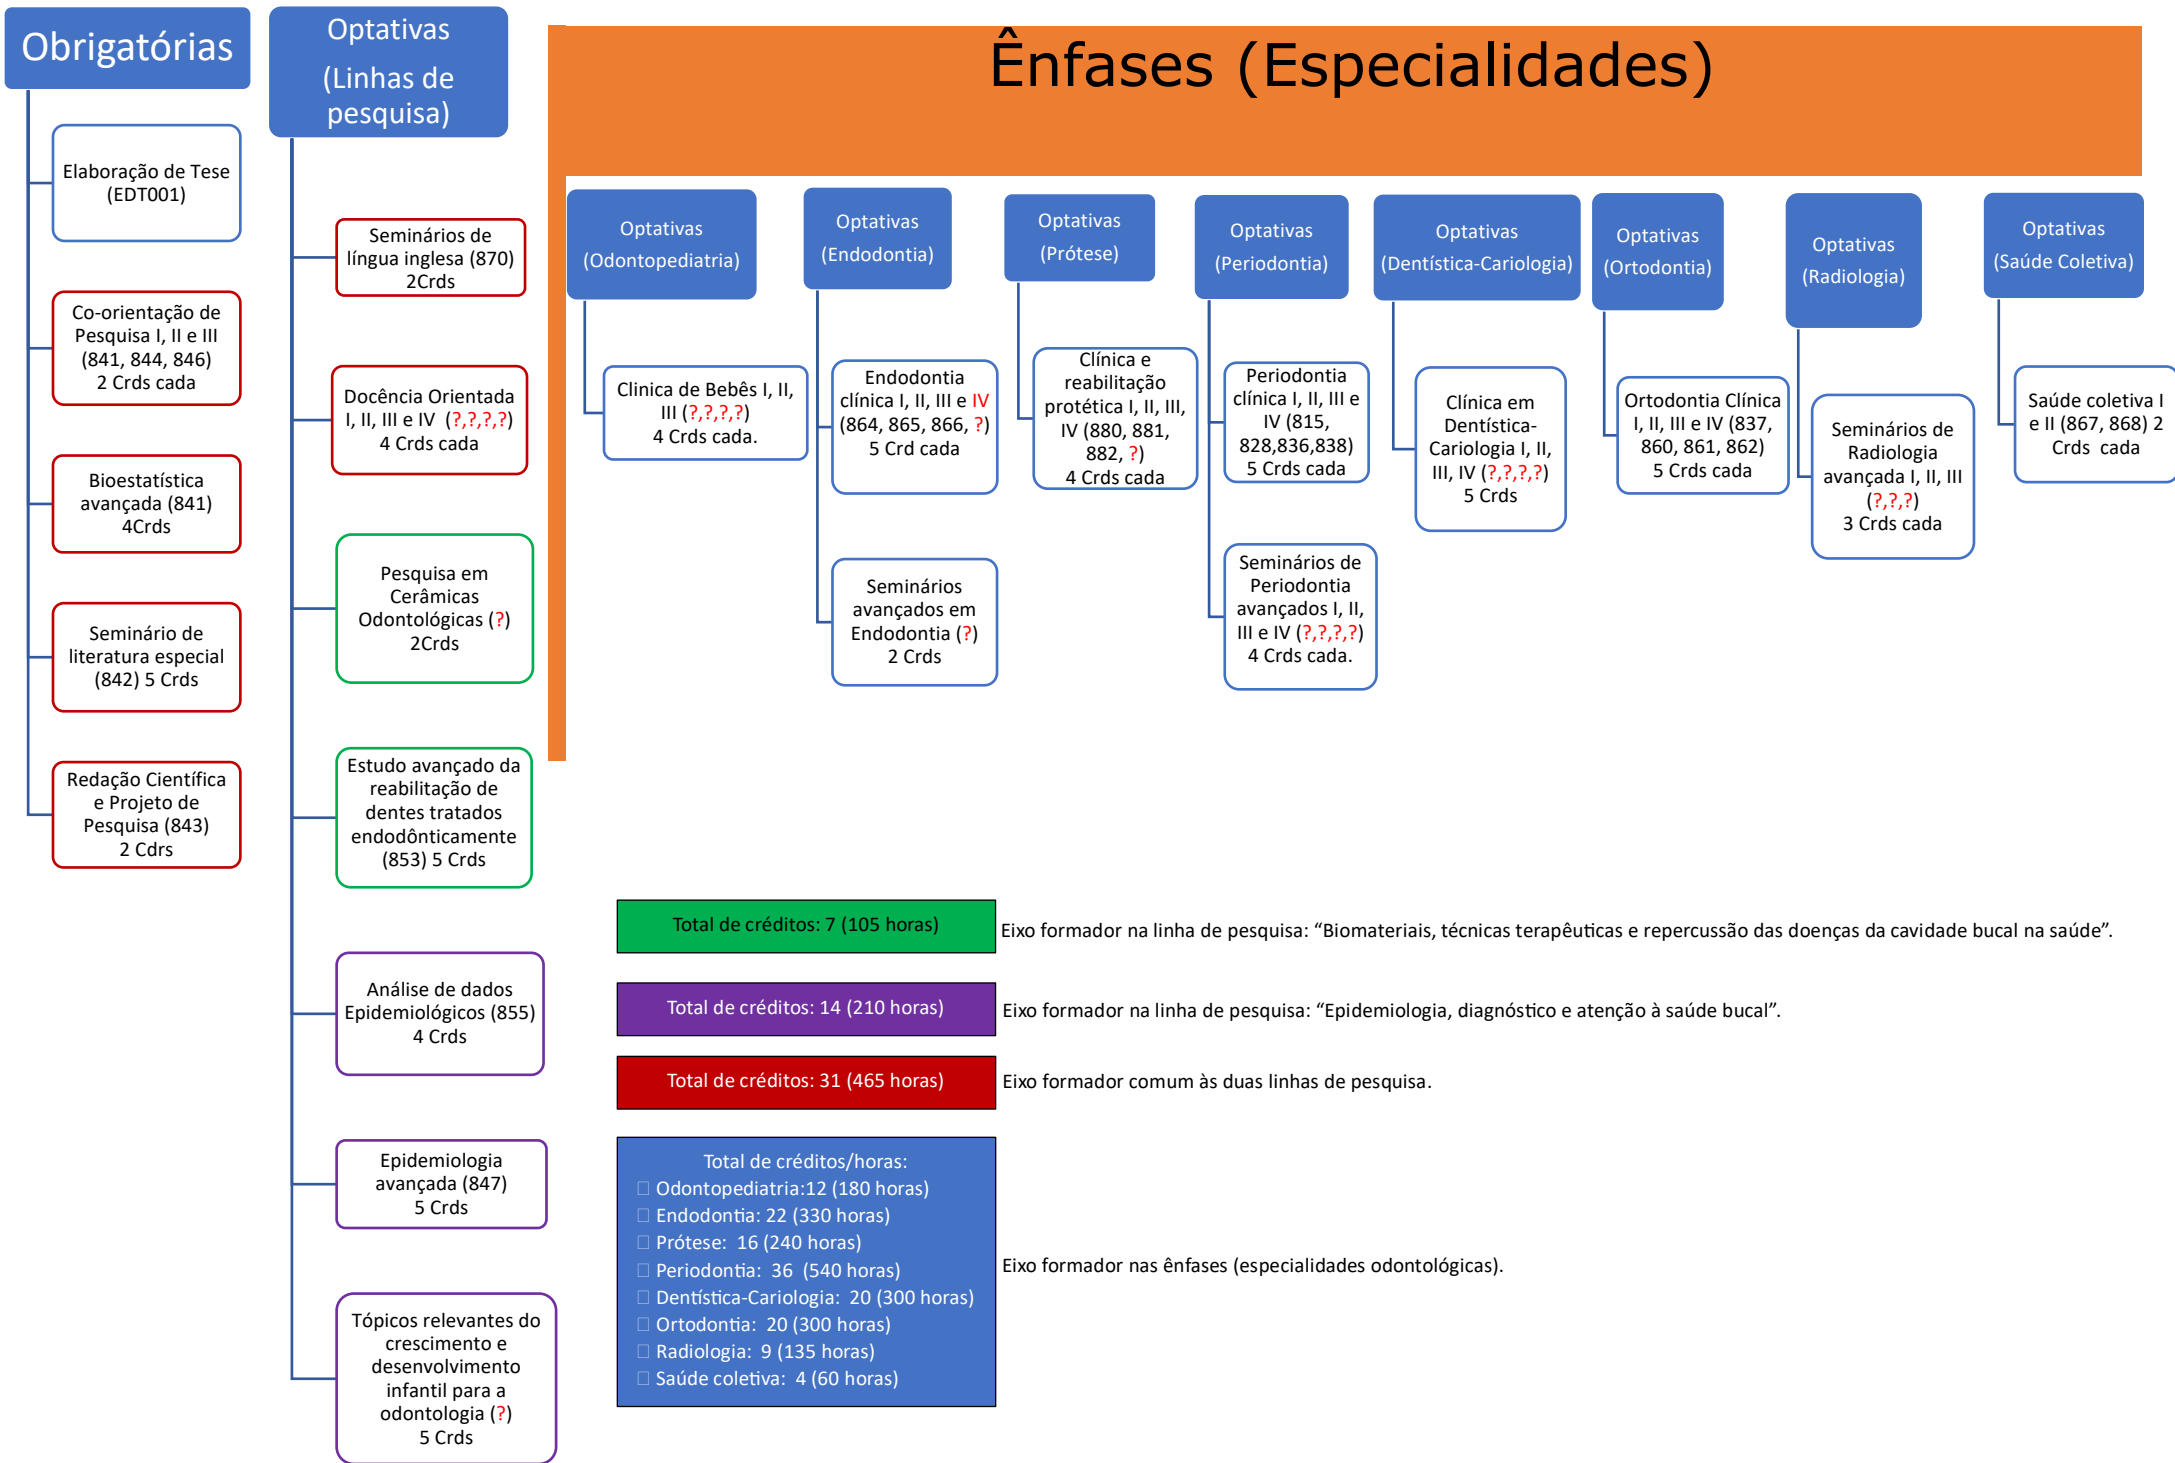 Obrigatórias
Elaboração de Tese
(EDT001)
Co-orientação de
Pesquisa I, II e III
(841, 844, 846)
2 Crds cada
Bioestatística
avançada (841)
4Crds
Seminário de
literatura especial
(842) 5 Crds
Redação Científica
e Projeto de
Pesquisa (843)
2 Cdrs
Optativas
(Linhas de
pesquisa)
Seminários de
língua inglesa (870)
2Crds
Docência Orientada
I, II, III e IV (?,?,?,?)
4 Crds cada
Pesquisa em
Cerâmicas
Odontológicas (?)
2Crds
Estudo avançado da
reabilitação de
dentes tratados
endodônticamente
(853) 5 Crds
Análise de dados
Epidemiológicos (855)
4 Crds
Epidemiologia
avançada (847)
5 Crds
Tópicos relevantes do
crescimento e
desenvolvimento
infantil para a
odontologia (?)
5 Crds
Ênfases (Especialidades)
Optativas
(Odontopediatria)
Clinica de Bebês I, II,
III (?,?,?,?)
4 Crds cada.
Optativas
(Endodontia)
Endodontia
clínica I, II, III e IV
(864, 865, 866, ?)
5 Crd cada
Seminários
avançados em
Endodontia (?)
2 Crds
Optativas
(Prótese)
Clínica e
reabilitação
protética I, II, III,
IV (880, 881,
882, ?)
4 Crds cada
Optativas
(Periodontia)
Periodontia
clínica I, II, III e
IV (815,
828,836,838)
5 Crds cada
Seminários de
Periodontia
avançados I, II,
III e IV (?,?,?,?)
4 Crds cada.
Optativas
(Dentística-Cariologia)
Clínica em
Dentística-
Cariologia I, II,
III, IV (?,?,?,?)
5 Crds
Optativas
(Ortodontia)
Ortodontia Clínica
I, II, III e IV (837,
860, 861, 862)
5 Crds cada
Optativas
(Radiologia)
Seminários de
Radiologia
avançada I, II, III
(?,?,?)
3 Crds cada
Optativas
(Saúde Coletiva)
Saúde coletiva I
e II (867, 868) 2
Crds cada
Total de créditos: 7 (105 horas)
Eixo formador na linha de pesquisa: “Biomateriais, técnicas terapêuticas e repercussão das doenças da cavidade bucal na saúde”.
Total de créditos: 14 (210 horas)
Eixo formador na linha de pesquisa: “Epidemiologia, diagnóstico e atenção à saúde bucal”.
Total de créditos: 31 (465 horas)
Eixo formador comum às duas linhas de pesquisa.
Total de créditos/horas:
Odontopediatria:12 (180 horas)
Endodontia: 22 (330 horas)
Prótese: 16 (240 horas)
Periodontia: 36 (540 horas)
Dentística-Cariologia: 20 (300 horas)
Ortodontia: 20 (300 horas)
Radiologia: 9 (135 horas)
Saúde coletiva: 4 (60 horas)
Eixo formador nas ênfases (especialidades odontológicas).